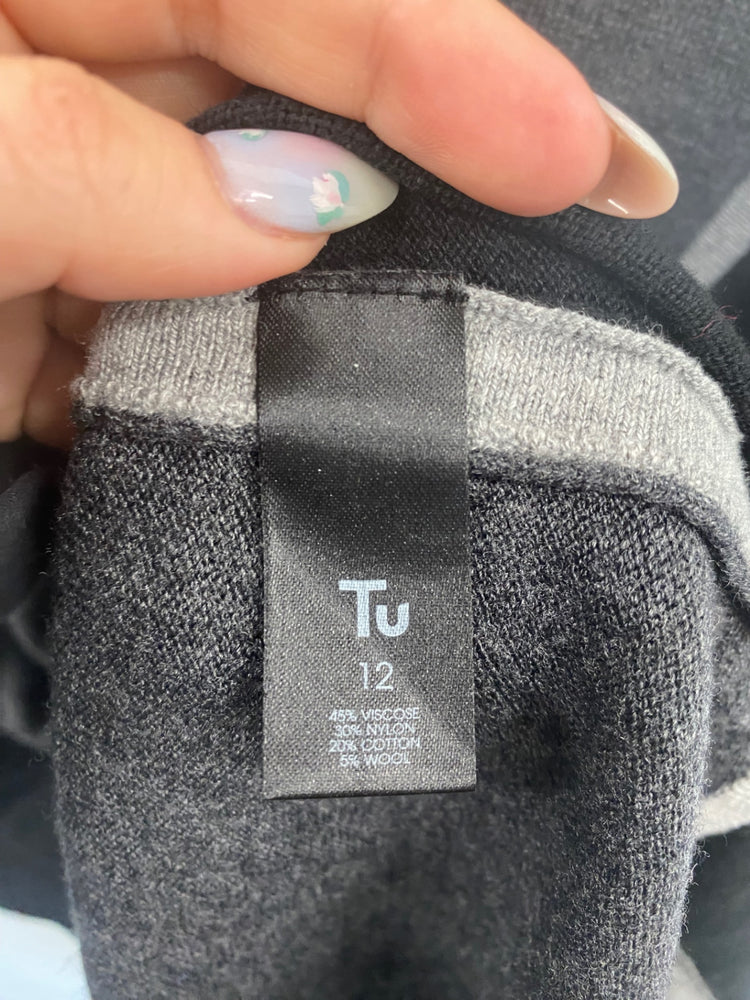 Tu
12
45% VISCOSE
30% NYLON
20% COTTON
5% WOOL